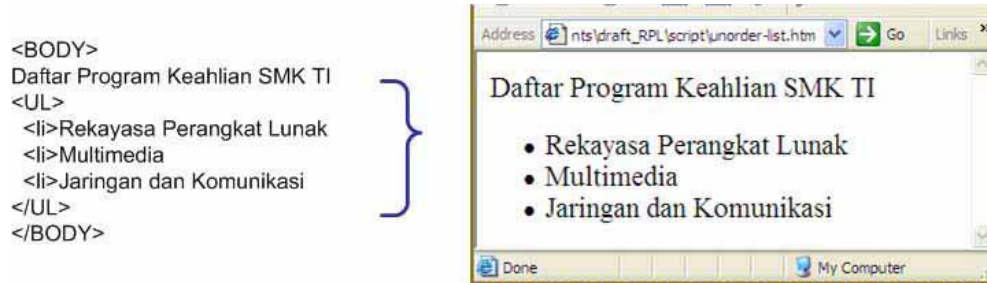 <BODY>
Daftar Program Keahlian SMK TI
<UL>
<li>Rekayasa Perangkat Lunak
<li>Multimedia
<li>Jaringan dan Komunikasi
</UL>
</BODY>
Address nts\draft_RPL\script\unorder-list.htm Go Links »
Daftar Program Keahlian SMK TI
• Rekayasa Perangkat Lunak
• Multimedia
• Jaringan dan Komunikasi
Done My Computer